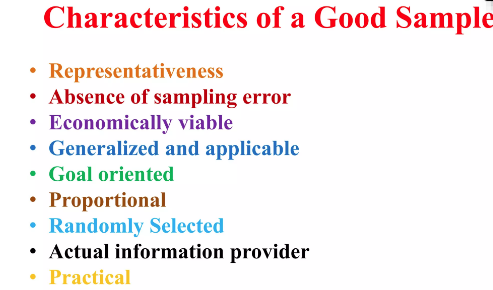 Characteristics of a Good Sample
• Representativeness
• Absence of sampling error
• Economically viable
• Generalized and applicable
• Goal oriented
• Proportional
• Randomly Selected
• Actual information provider
• Practical